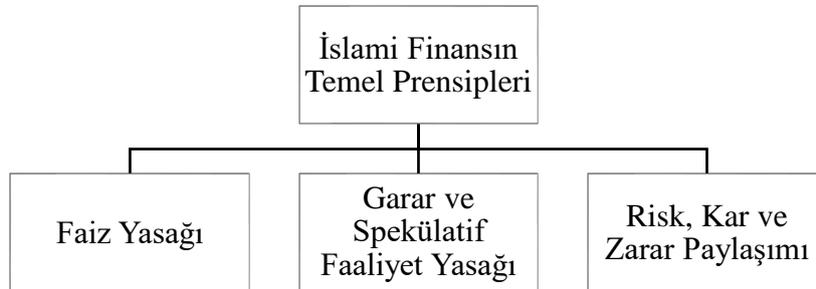 İslami Finansın
Temel Prensipleri
Faiz Yasağı
Garar ve
Spekülatif
Faaliyet Yasağı
Risk, Kar ve
Zarar Paylaşımı